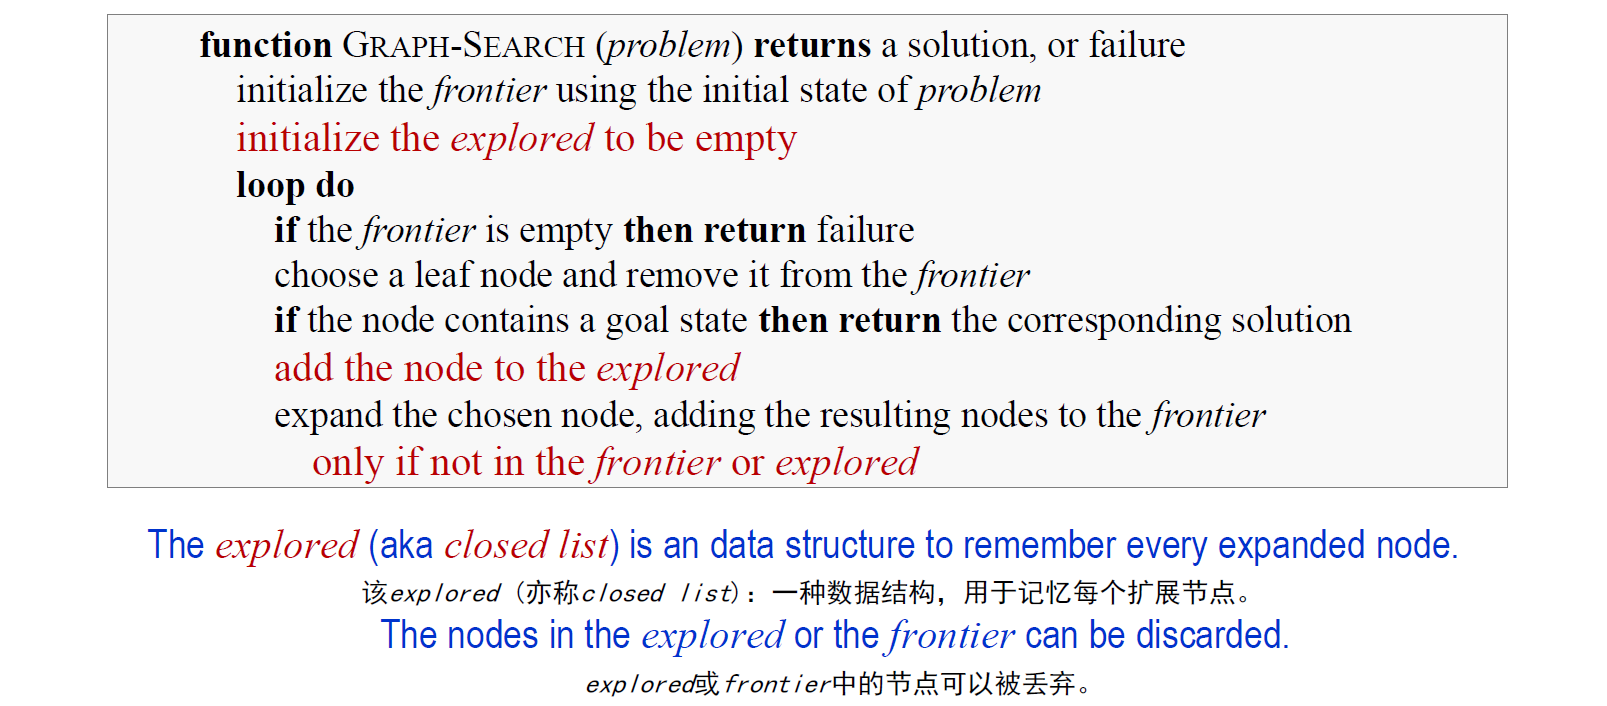 function GRAPH-SEARCH (problem) returns a solution, or failure
initialize the frontier using the initial state of problem
initialize the explored to be empty
loop do
if the frontier is empty then return failure
choose a leaf node and remove it from the frontier
if the node contains a goal state then return the corresponding solution
add the node to the explored
expand the chosen node, adding the resulting nodes to the frontier
only if not in the frontier or explored
The explored (aka closed list) is an data structure to remember every expanded node.
该explored (亦称closed list)：一种数据结构，用于记忆每个扩展节点。
The nodes in the explored or the frontier can be discarded.
explored或frontier中的节点可以被丢弃。